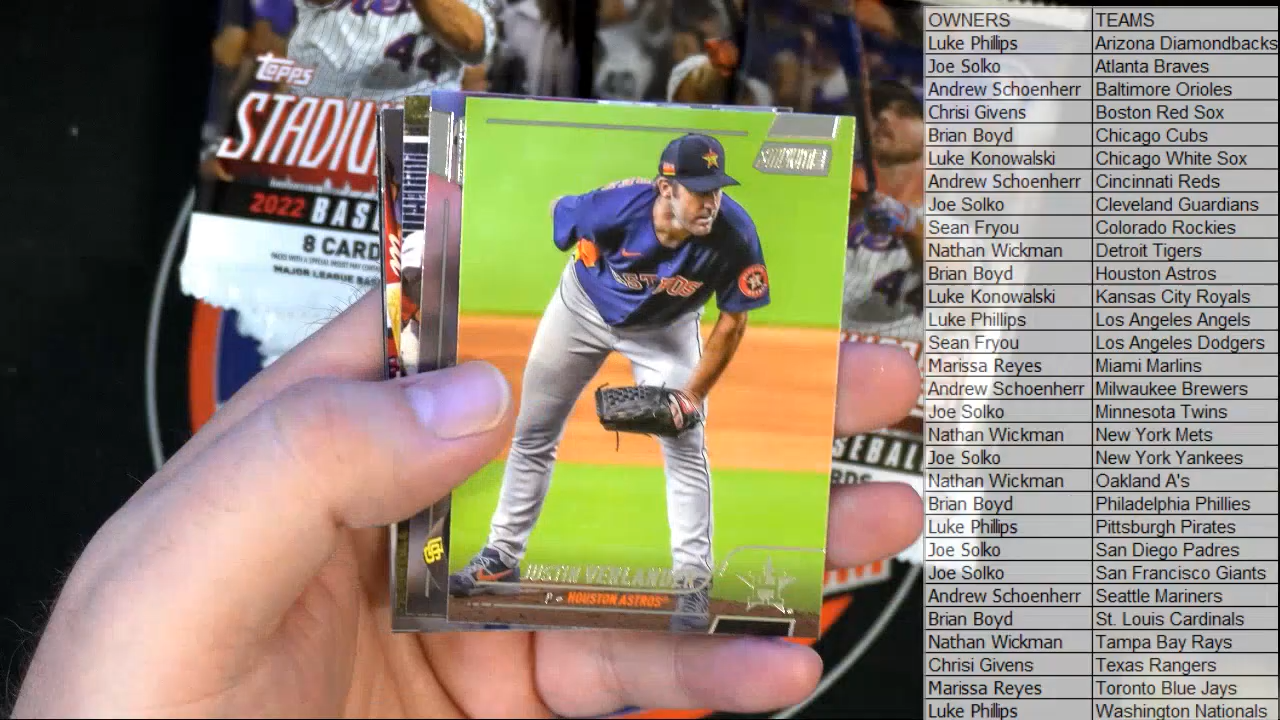 TOPPS
STADIU
2022 BASE
8 CARD
MAJOR LEAGUE BAS
ASTROS
JUSTIN VERLANDER
P HOUSTON ASTROS
SF
44
SEBALL
RDS
OWNERS TEAMS
Luke Phillips Arizona Diamondbacks
Joe Solko Atlanta Braves
Andrew Schoenherr Baltimore Orioles
Chrisi Givens Boston Red Sox
Brian Boyd Chicago Cubs
Luke Konowalski Chicago White Sox
Andrew Schoenherr Cincinnati Reds
Joe Solko Cleveland Guardians
Sean Fryou Colorado Rockies
Nathan Wickman Detroit Tigers
Brian Boyd Houston Astros
Luke Konowalski Kansas City Royals
Luke Phillips Los Angeles Angels
Sean Fryou Los Angeles Dodgers
Marissa Reyes Miami Marlins
Andrew Schoenherr Milwaukee Brewers
Joe Solko Minnesota Twins
Nathan Wickman New York Mets
Joe Solko New York Yankees
Nathan Wickman Oakland A's
Brian Boyd Philadelphia Phillies
Luke Phillips Pittsburgh Pirates
Joe Solko San Diego Padres
Joe Solko San Francisco Giants
Andrew Schoenherr Seattle Mariners
Brian Boyd St. Louis Cardinals
Nathan Wickman Tampa Bay Rays
Chrisi Givens Texas Rangers
Marissa Reyes Toronto Blue Jays
Luke Phillips Washington Nationals